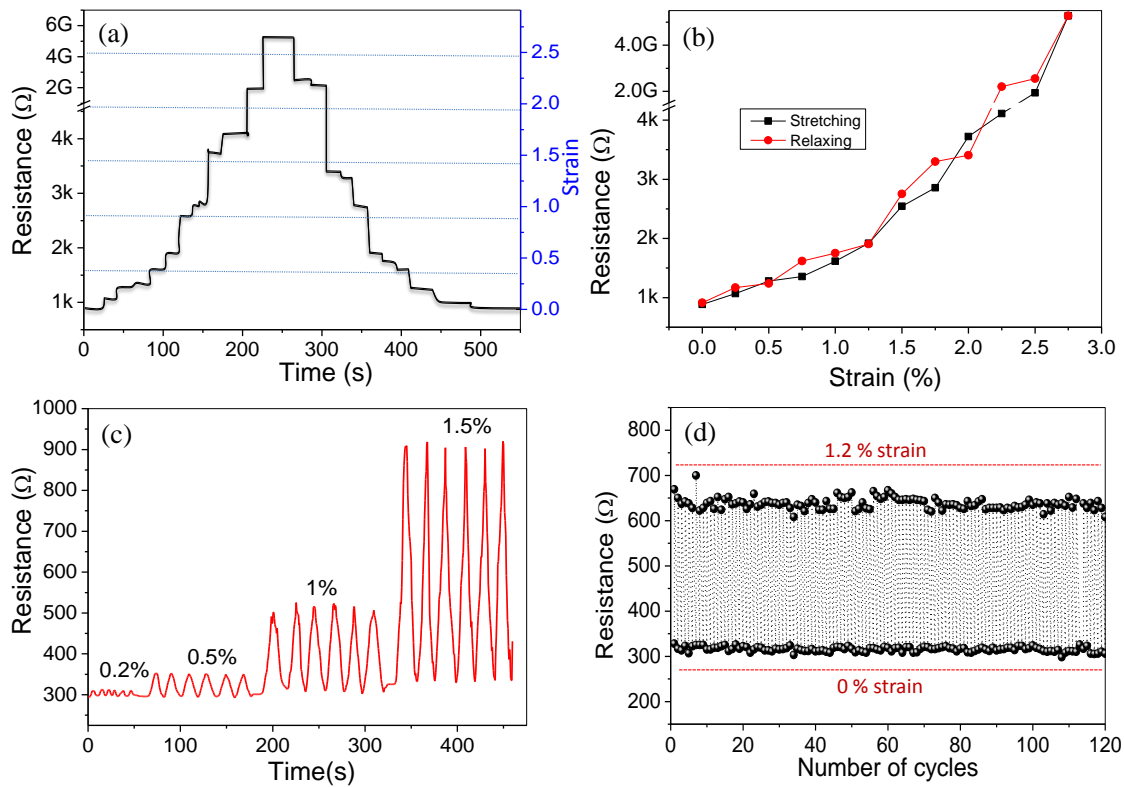 (a)
6G
4G
2G
4k
3k
2k
1k
Resistance (Ω)
2.5
2.0
1.5
1.0
0.5
0.0
Strain
0 100 200 300 400 500
Time (s)
(b)
4.0G
2.0G
4k
3k
2k
1k
Resistance (Ω)
Stretching
Relaxing
0.0 0.5 1.0 1.5 2.0 2.5 3.0
Strain (%)
(c)
1000
900
800
700
600
500
400
300
Resistance (Ω)
0.2%
0.5%
1%
1.5%
0 100 200 300 400
Time(s)
(d)
800
700
600
500
400
300
200
Resistance (Ω)
1.2 % strain
0 % strain
0 20 40 60 80 100 120
Number of cycles